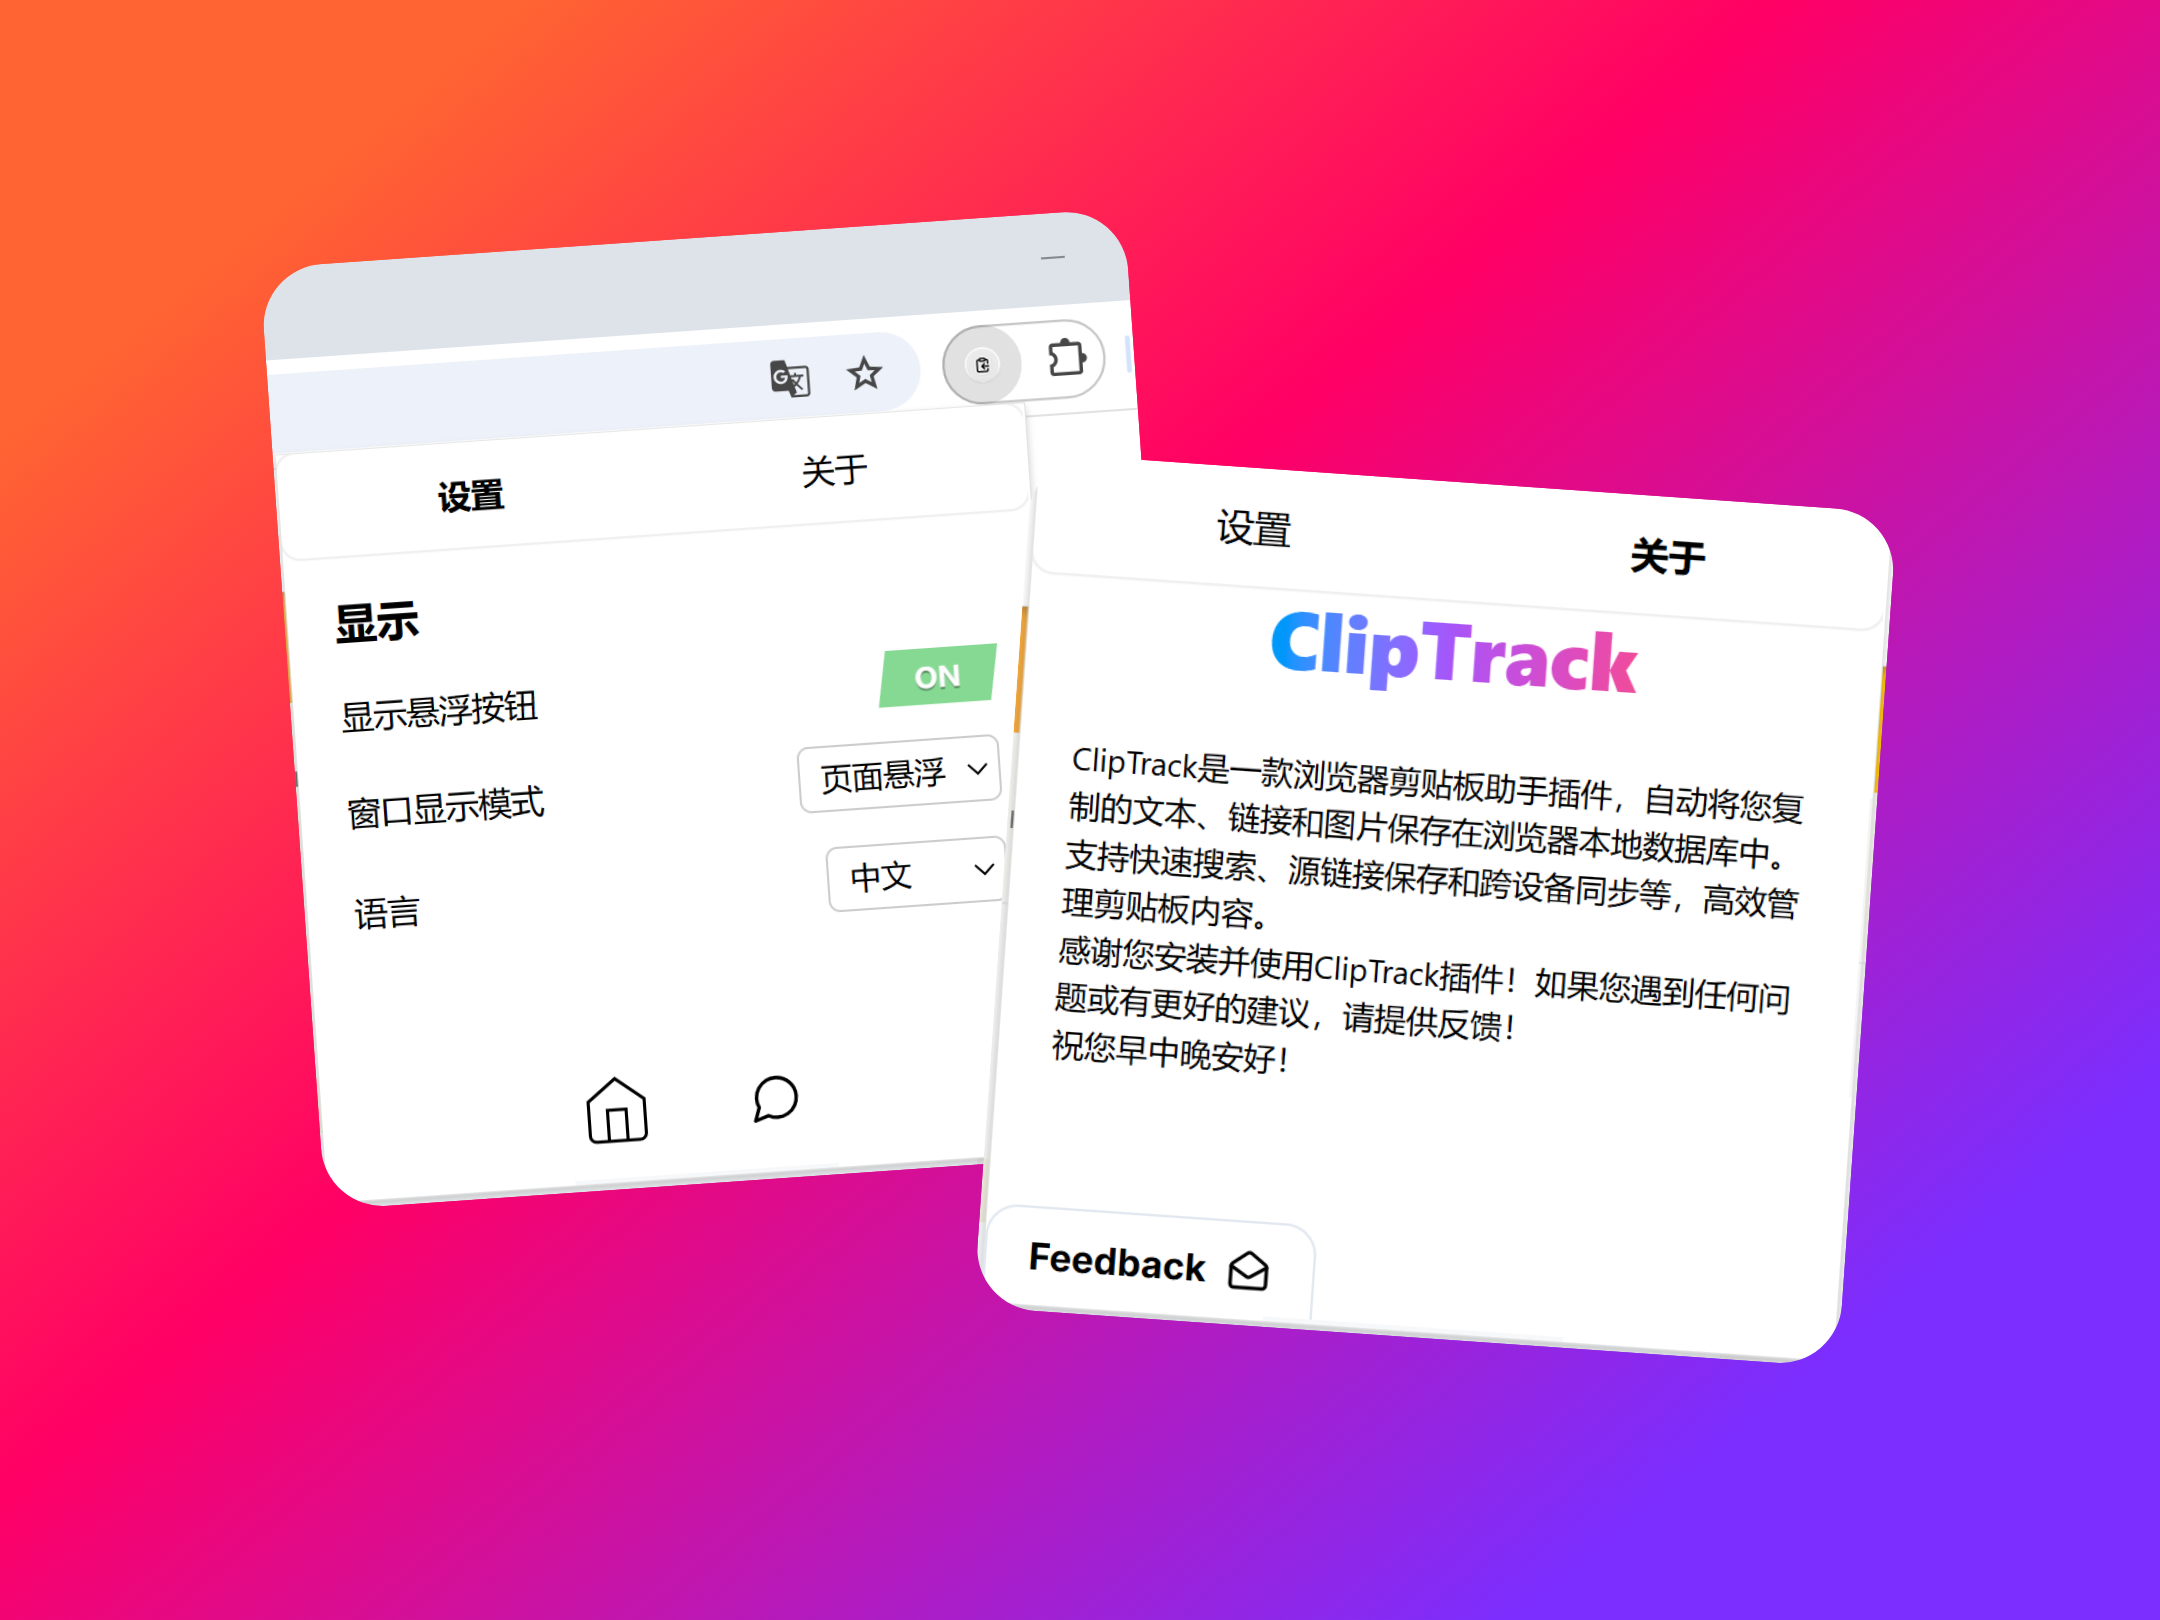 设置
关于
显示
显示悬浮按钮
ON
窗口显示模式
页面悬浮
语言
中文
设置
关于
ClipTrack
ClipTrack是一款浏览器剪贴板助手插件，自动将您复
制的文本、链接和图片保存在浏览器本地数据库中。
支持快速搜索、源链接保存和跨设备同步等，高效管
理剪贴板内容。
感谢您安装并使用ClipTrack插件！如果您遇到任何问
题或有更好的建议，请提供反馈！
祝您早中晚安好！
Feedback